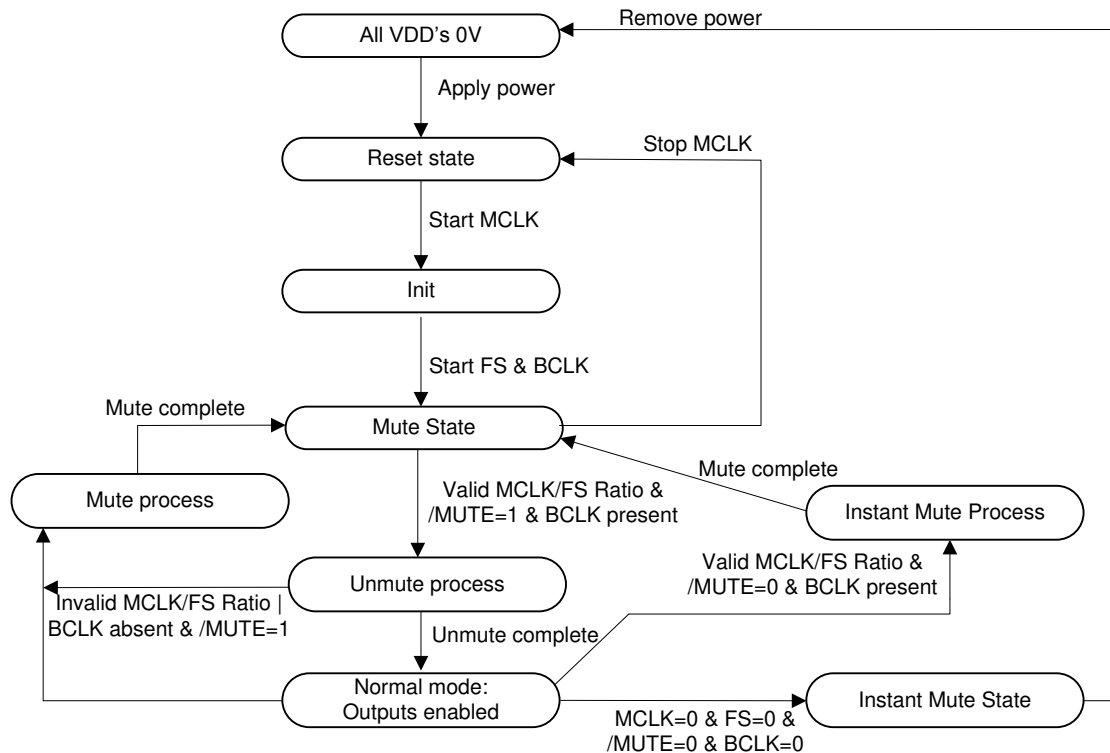 All VDD's 0V
Remove power
Apply power
Reset state
Stop MCLK
Start MCLK
Init
Start FS & BCLK
Mute complete
Mute State
Mute process
Valid MCLK/FS Ratio &
/MUTE=1 & BCLK present
Mute complete
Instant Mute Process
Unmute process
Valid MCLK/FS Ratio &
/MUTE=0 & BCLK present
Invalid MCLK/FS Ratio |
BCLK absent & /MUTE=1
Unmute complete
Normal mode:
Outputs enabled
Instant Mute State
MCLK=0 & FS=0 &
/MUTE=0 & BCLK=0